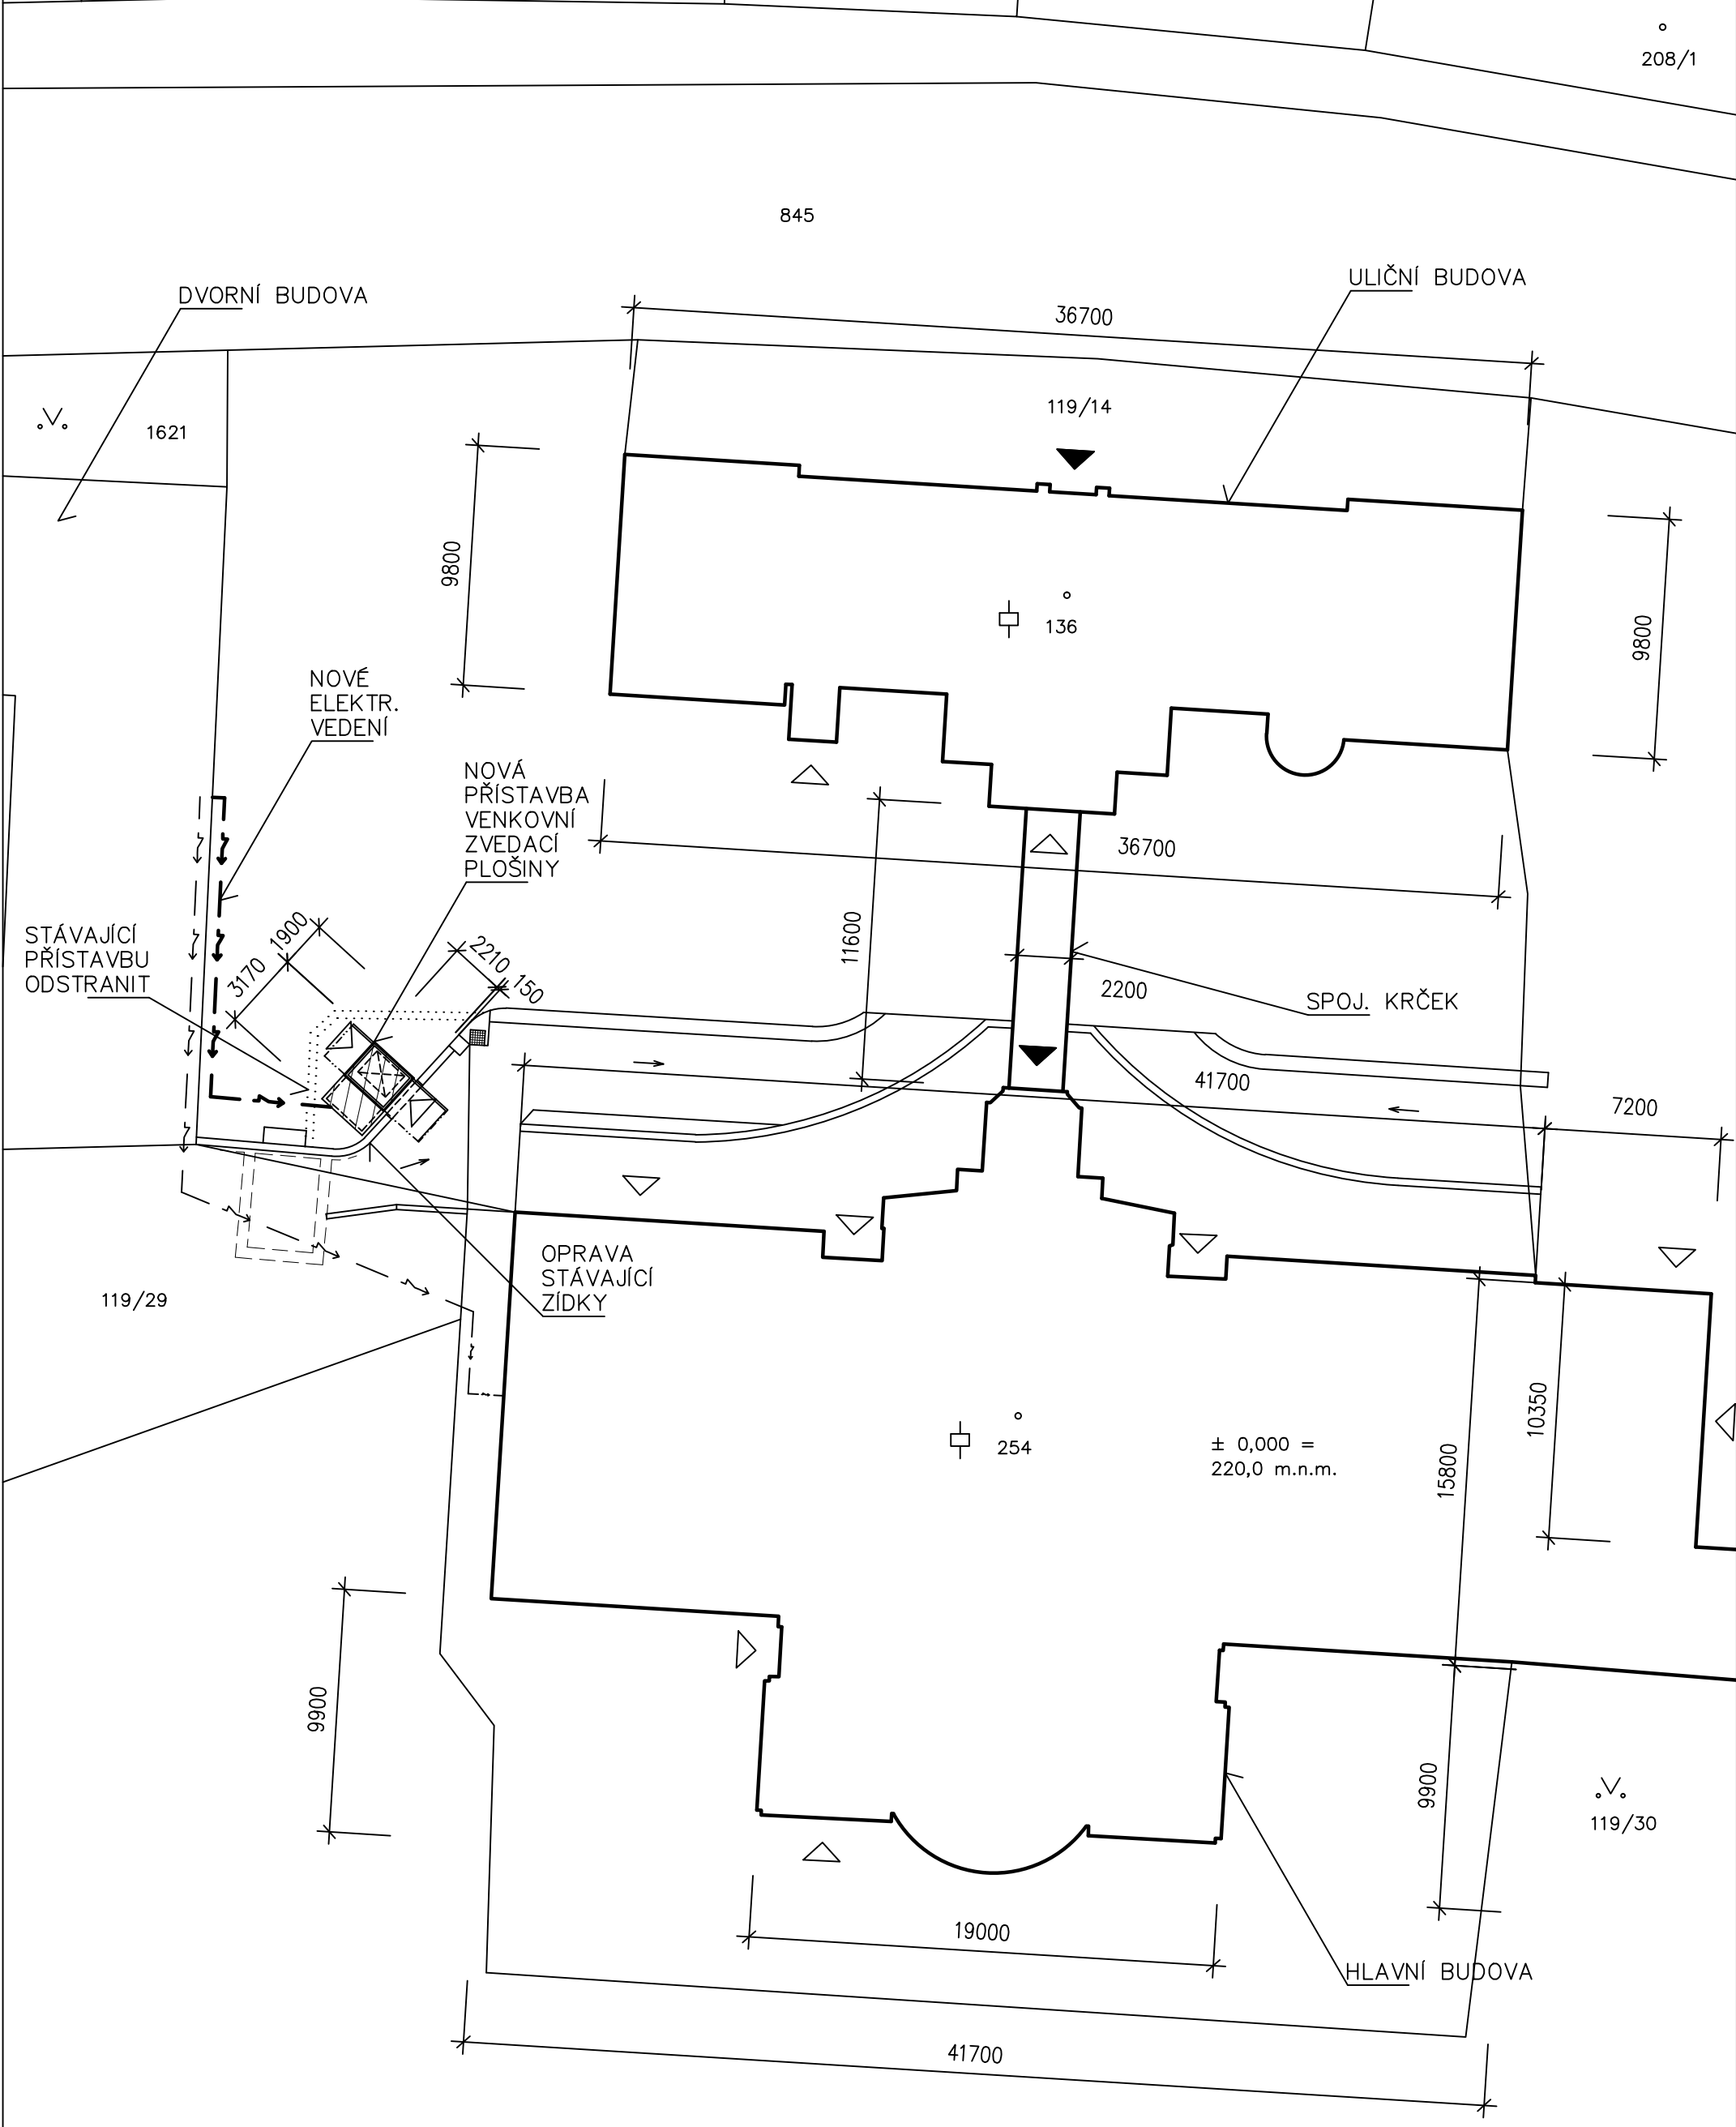 208/1
845
DVORNÍ BUDOVA
ULIČNÍ BUDOVA
36700
119/14
1621
9800
136
9800
NOVÉ
ELEKTR.
VEDENÍ
NOVÁ
PŘÍSTAVBA
VENKOVNÍ
ZVEDACÍ
PLOŠINY
36700
STÁVAJÍCÍ
PŘÍSTAVBU
ODSTRANIT
1900
3170
2210
150
11600
2200
SPOJ. KRČEK
41700
7200
OPRAVA
STÁVAJÍCÍ
ZÍDKY
119/29
254
± 0,000 =
220,0 m.n.m.
15800
10350
9900
9900
119/30
19000
HLAVNÍ BUDOVA
41700